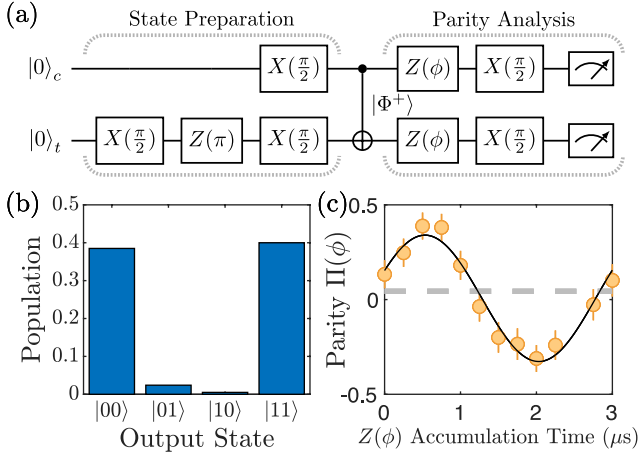 (a)
State Preparation
Parity Analysis
|0⟩c X(π/2) Z(ϕ) X(π/2)
|Φ⁺⟩
|0⟩t X(π/2) Z(π) X(π/2) Z(ϕ) X(π/2)
(b)
Population
0.5
0.4
0.3
0.2
0.1
0
|00⟩ |01⟩ |10⟩ |11⟩
Output State
(c)
Parity Π(ϕ)
0.5
0
-0.5
0 1 2 3
Z(ϕ) Accumulation Time (μs)